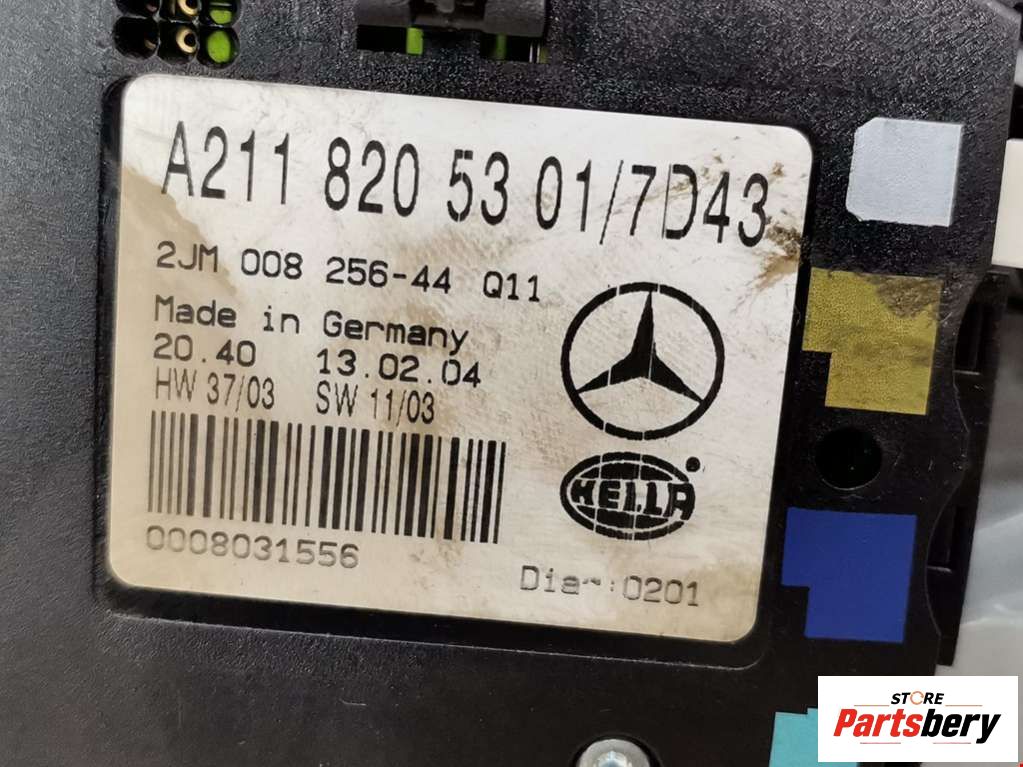 A211 820 53 01/7D43
2JM 008 256-44 Q11
Made in Germany
20.40 13.02.04
HW 37/03 SW 11/03
HELLA ®
0008031556
:0201
STORE
Partsbery